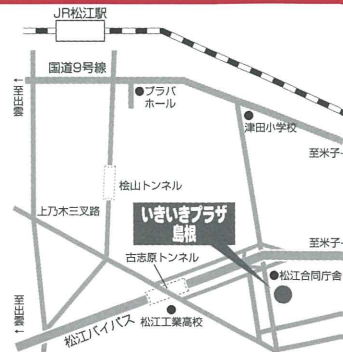 JR松江駅
国道9号線
←至出雲
プラバ
ホール
津田小学校
至米子→
桧山トンネル
上乃木三叉路
いきいきプラザ
島根
至米子→
古志原トンネル
松江合同庁舎
←至出雲
松江バイパス
松江工業高校